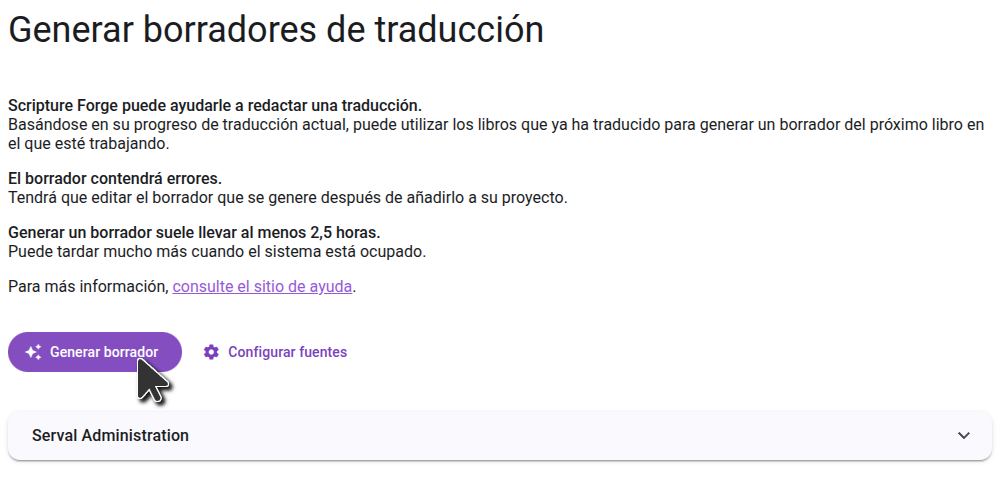 Generar borradores de traducción
Scripture Forge puede ayudarle a redactar una traducción.
Basándose en su progreso de traducción actual, puede utilizar los libros que ya ha traducido para generar un borrador del próximo libro en
el que esté trabajando.
El borrador contendrá errores.
Tendrá que editar el borrador que se genere después de añadirlo a su proyecto.
Generar un borrador suele llevar al menos 2,5 horas.
Puede tardar mucho más cuando el sistema está ocupado.
Para más información, consulte el sitio de ayuda.
Generar borrador Configurar fuentes
Serval Administration